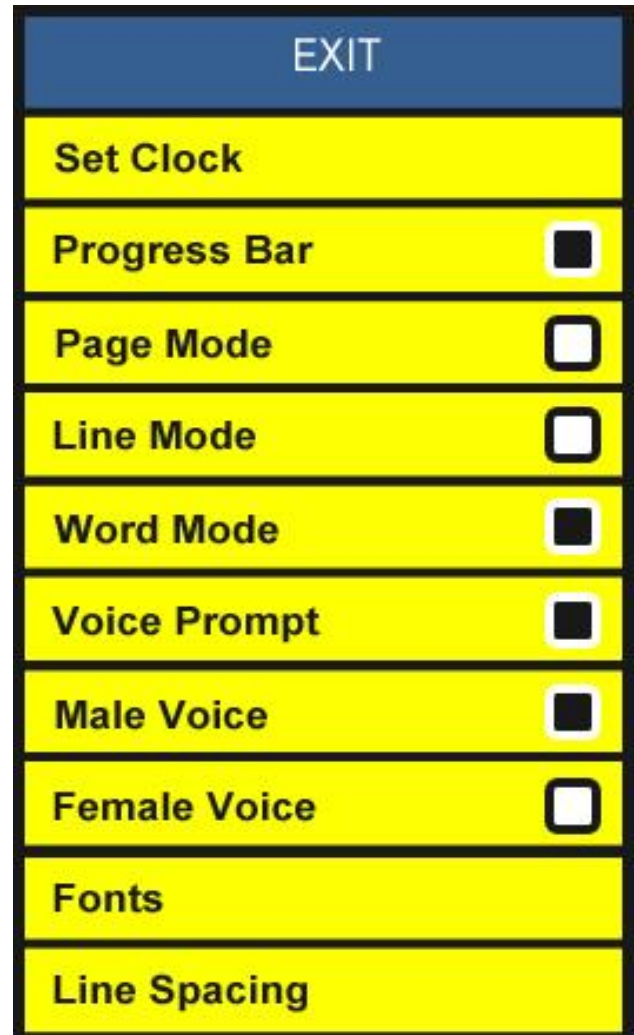 EXIT
Set Clock
Progress Bar
Page Mode
Line Mode
Word Mode
Voice Prompt
Male Voice
Female Voice
Fonts
Line Spacing